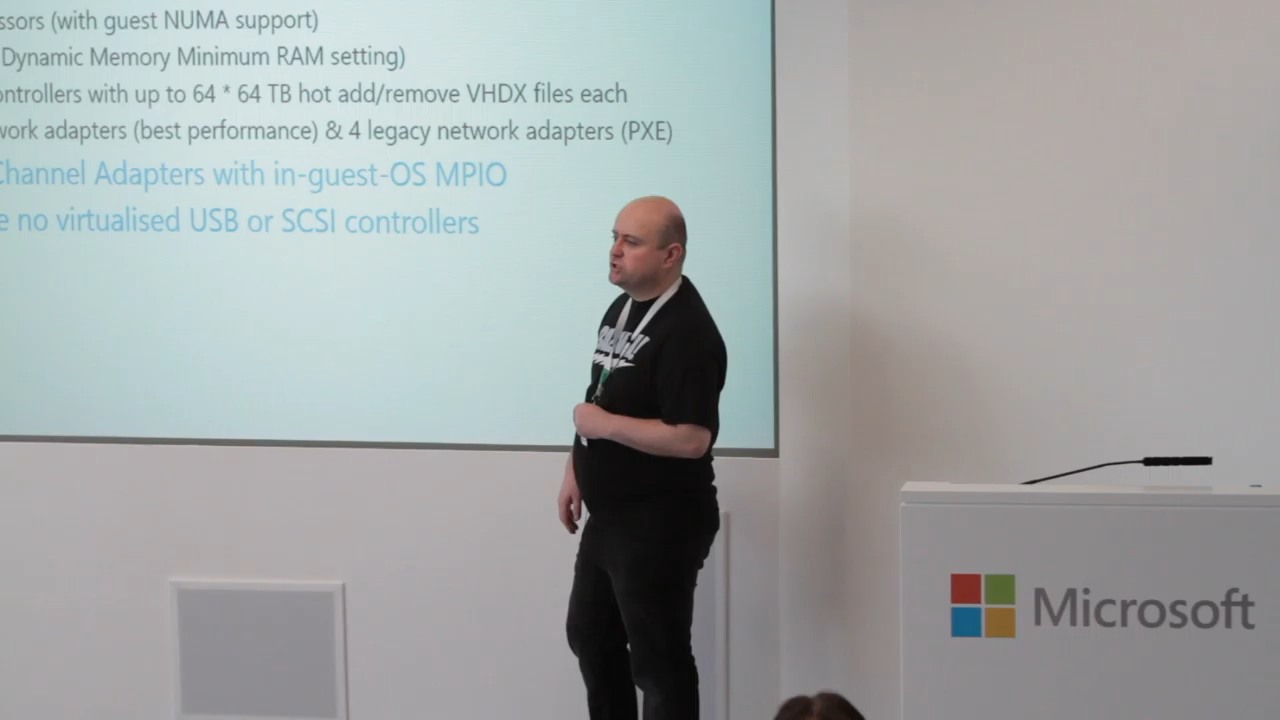 ssors (with guest NUMA support)
Dynamic Memory Minimum RAM setting)
ontrollers with up to 64 * 64 TB hot add/remove VHDX files each
work adapters (best performance) & 4 legacy network adapters (PXE)
Channel Adapters with in-guest-OS MPIO
e no virtualised USB or SCSI controllers
Microsoft